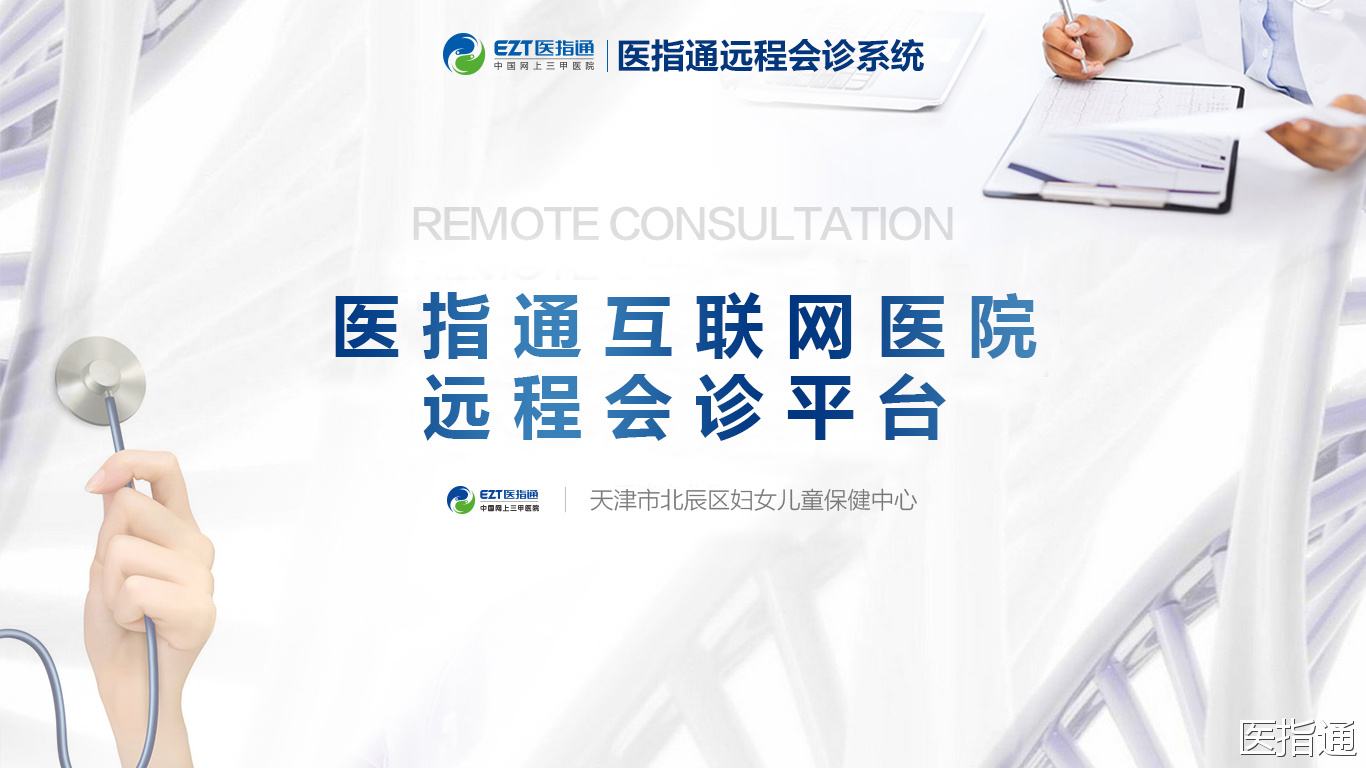 EZT医指通
中国网上三甲医院
医指通远程会诊系统
REMOTE CONSULTATION
医指通互联网医院
远程会诊平台
EZT医指通
中国网上三甲医院
天津市北辰区妇女儿童保健中心
医指通